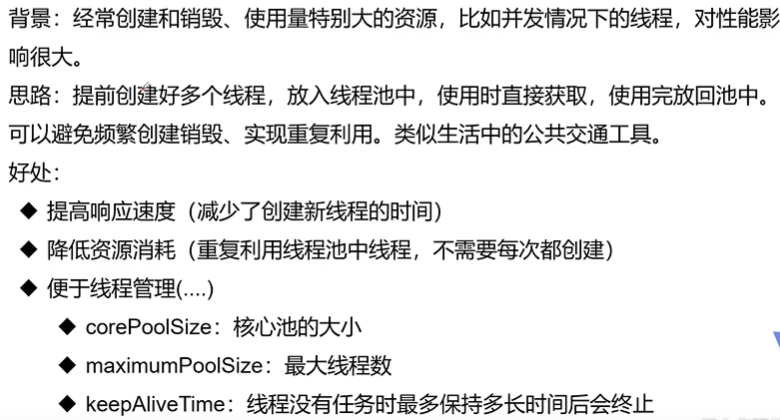 背景：经常创建和销毁、使用量特别大的资源，比如并发情况下的线程，对性能影
响很大。
思路：提前创建好多个线程，放入线程池中，使用时直接获取，使用完放回池中。
可以避免频繁创建销毁、实现重复利用。类似生活中的公共交通工具。
好处：
◆ 提高响应速度（减少了创建新线程的时间）
◆ 降低资源消耗（重复利用线程池中线程，不需要每次都创建）
◆ 便于线程管理(....)
◆ corePoolSize：核心池的大小
◆ maximumPoolSize：最大线程数
◆ keepAliveTime：线程没有任务时最多保持多长时间后会终止